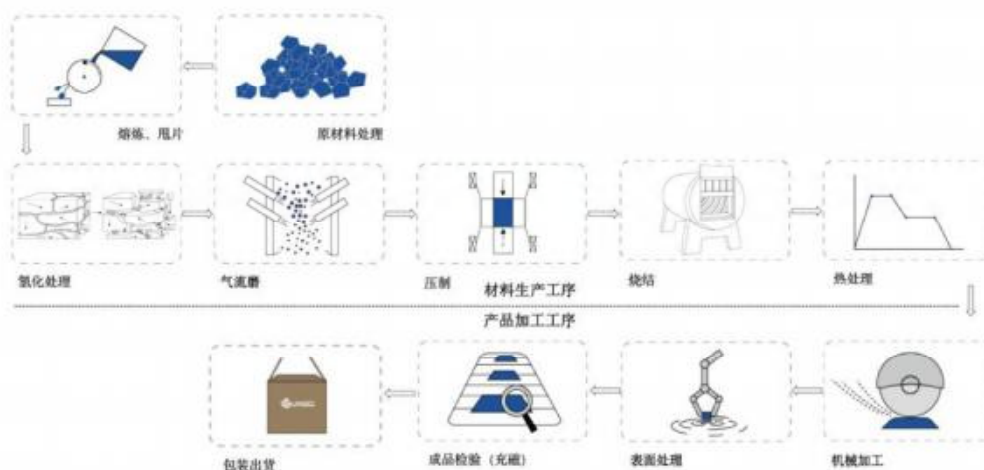 熔炼、甩片
原材料处理
氢化处理
气流磨
压制
烧结
热处理
材料生产工序
产品加工工序
包装出货
成品检验(充磁)
表面处理
机械加工